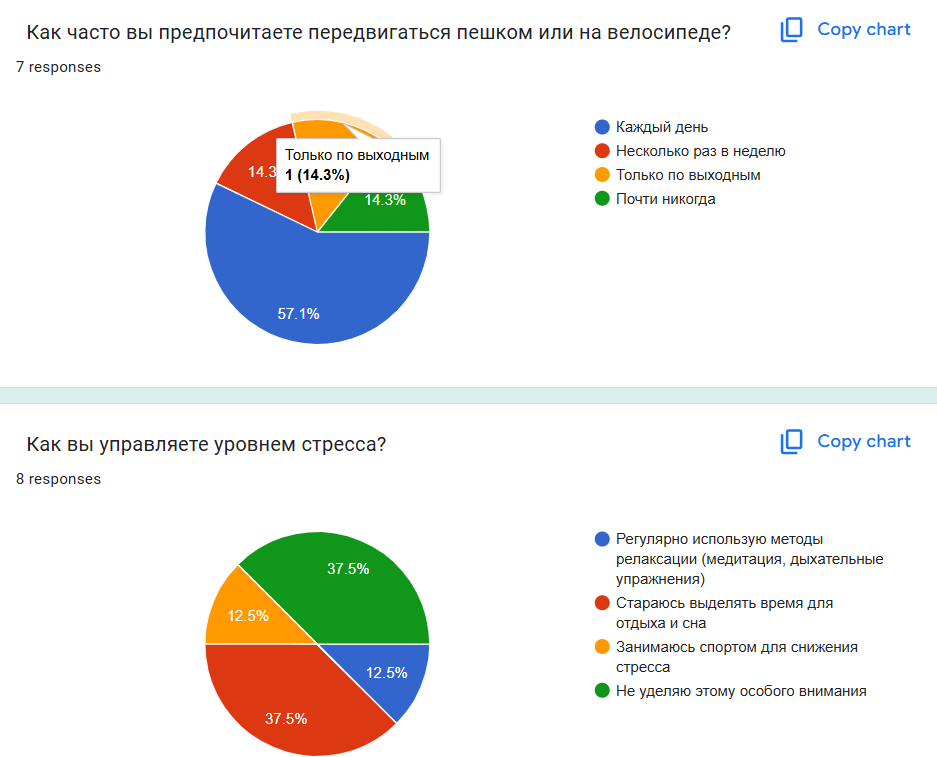 Как часто вы предпочитаете передвигаться пешком или на велосипеде?
Copy chart
7 responses
Только по выходным
1 (14.3%)
14.3
14.3%
57.1%
Каждый день
Несколько раз в неделю
Только по выходным
Почти никогда
Как вы управляете уровнем стресса?
Copy chart
8 responses
37.5%
12.5%
12.5%
37.5%
Регулярно использую методы
релаксации (медитация, дыхательные
упражнения)
Стараюсь выделять время для
отдыха и сна
Занимаюсь спортом для снижения
стресса
Не уделяю этому особого внимания